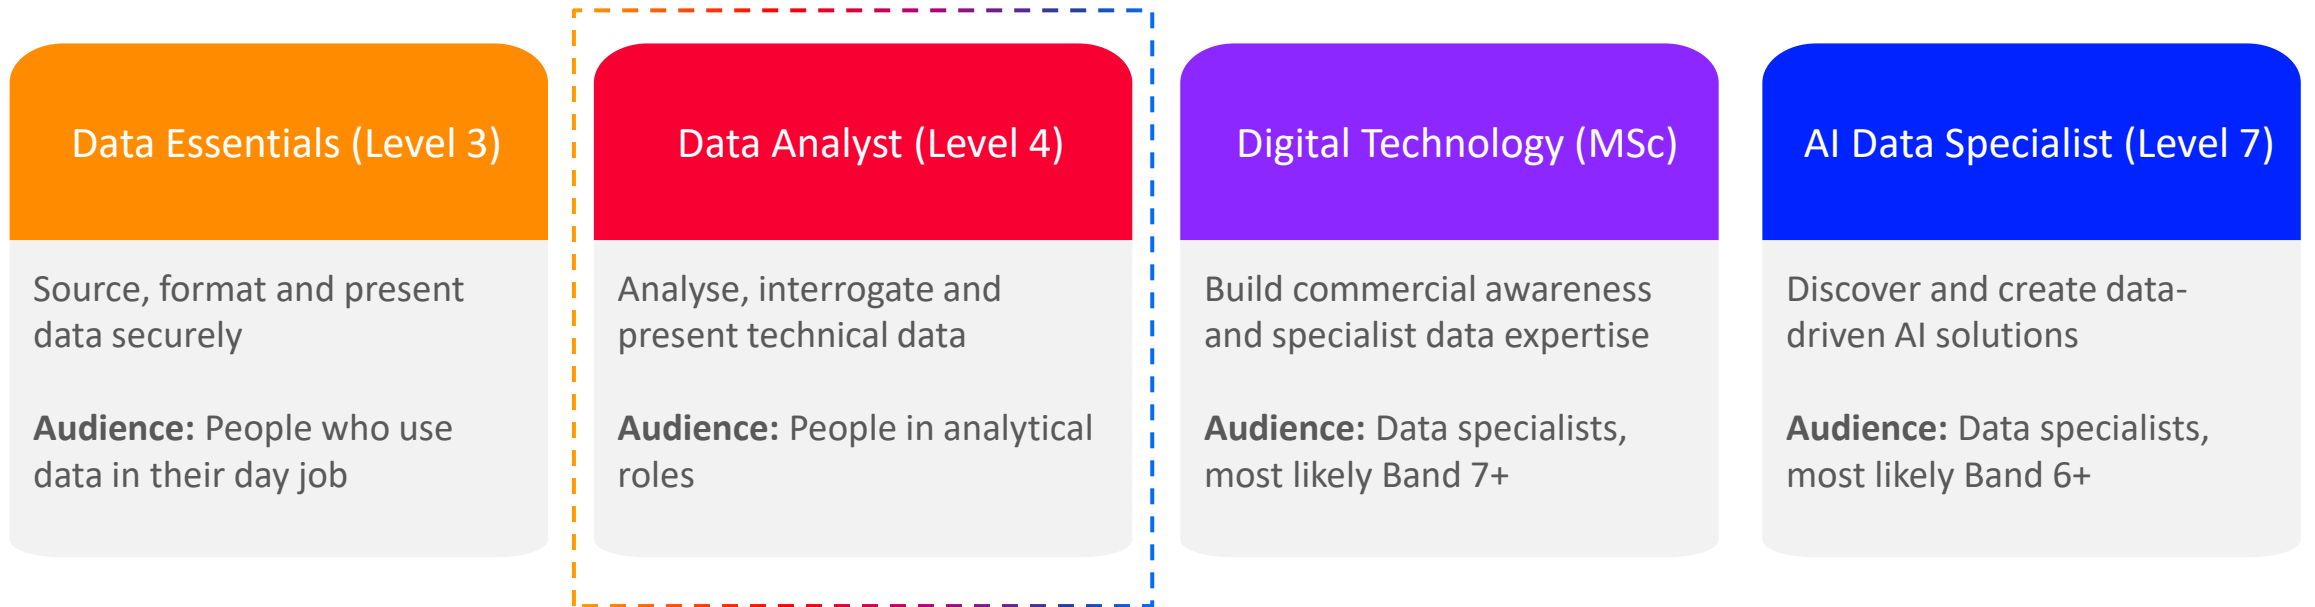 Data Essentials (Level 3)
Source, format and present
data securely
Audience: People who use
data in their day job
Data Analyst (Level 4)
Analyse, interrogate and
present technical data
Audience: People in analytical
roles
Digital Technology (MSc)
Build commercial awareness
and specialist data expertise
Audience: Data specialists,
most likely Band 7+
AI Data Specialist (Level 7)
Discover and create data-
driven AI solutions
Audience: Data specialists,
most likely Band 6+